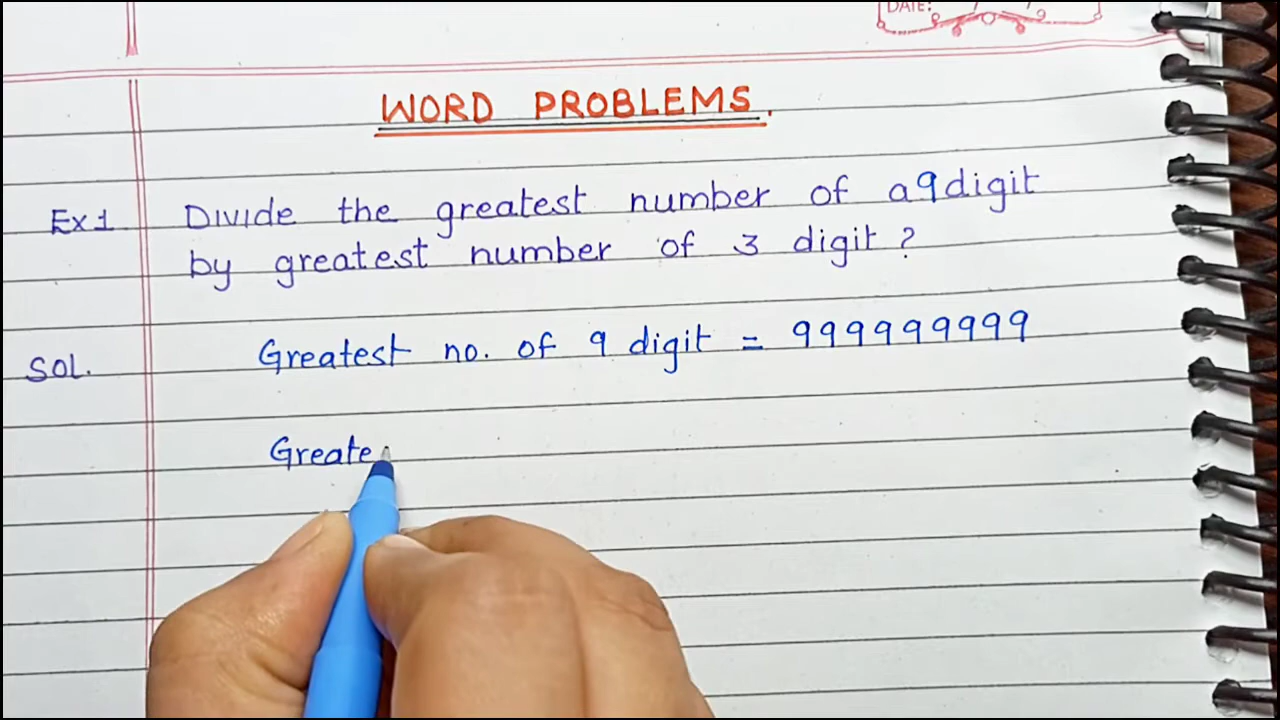 DATE:
WORD PROBLEMS.
Ex1. Divide the greatest number of a 9 digit
by greatest number of 3 digit?
Sol. Greatest no. of 9 digit = 999999999
Greate